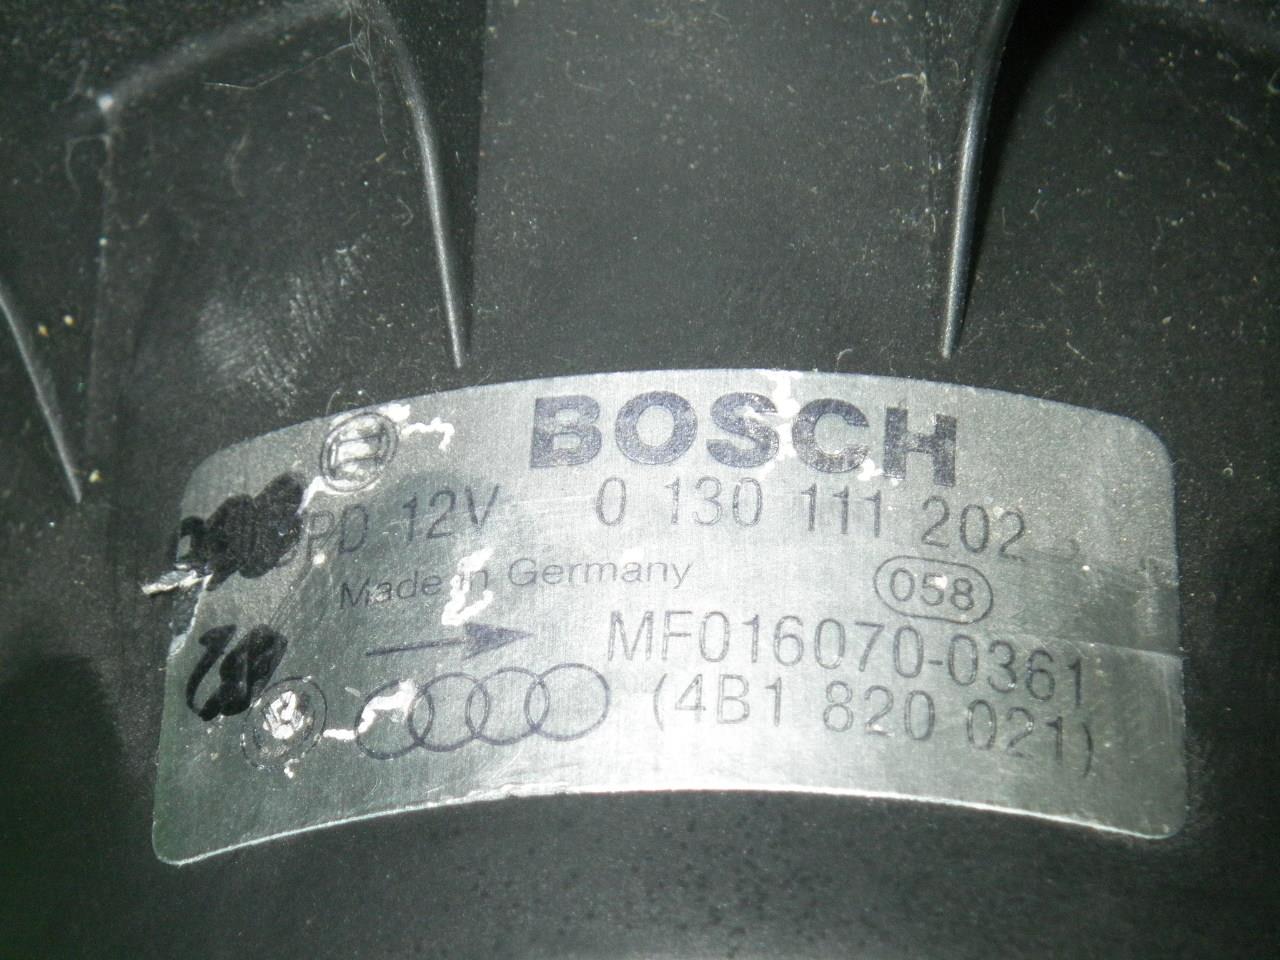 BOSCH
PD 12V 0 130 111 202
Made in Germany 058
MF016070-0361
(4B1 820 021)